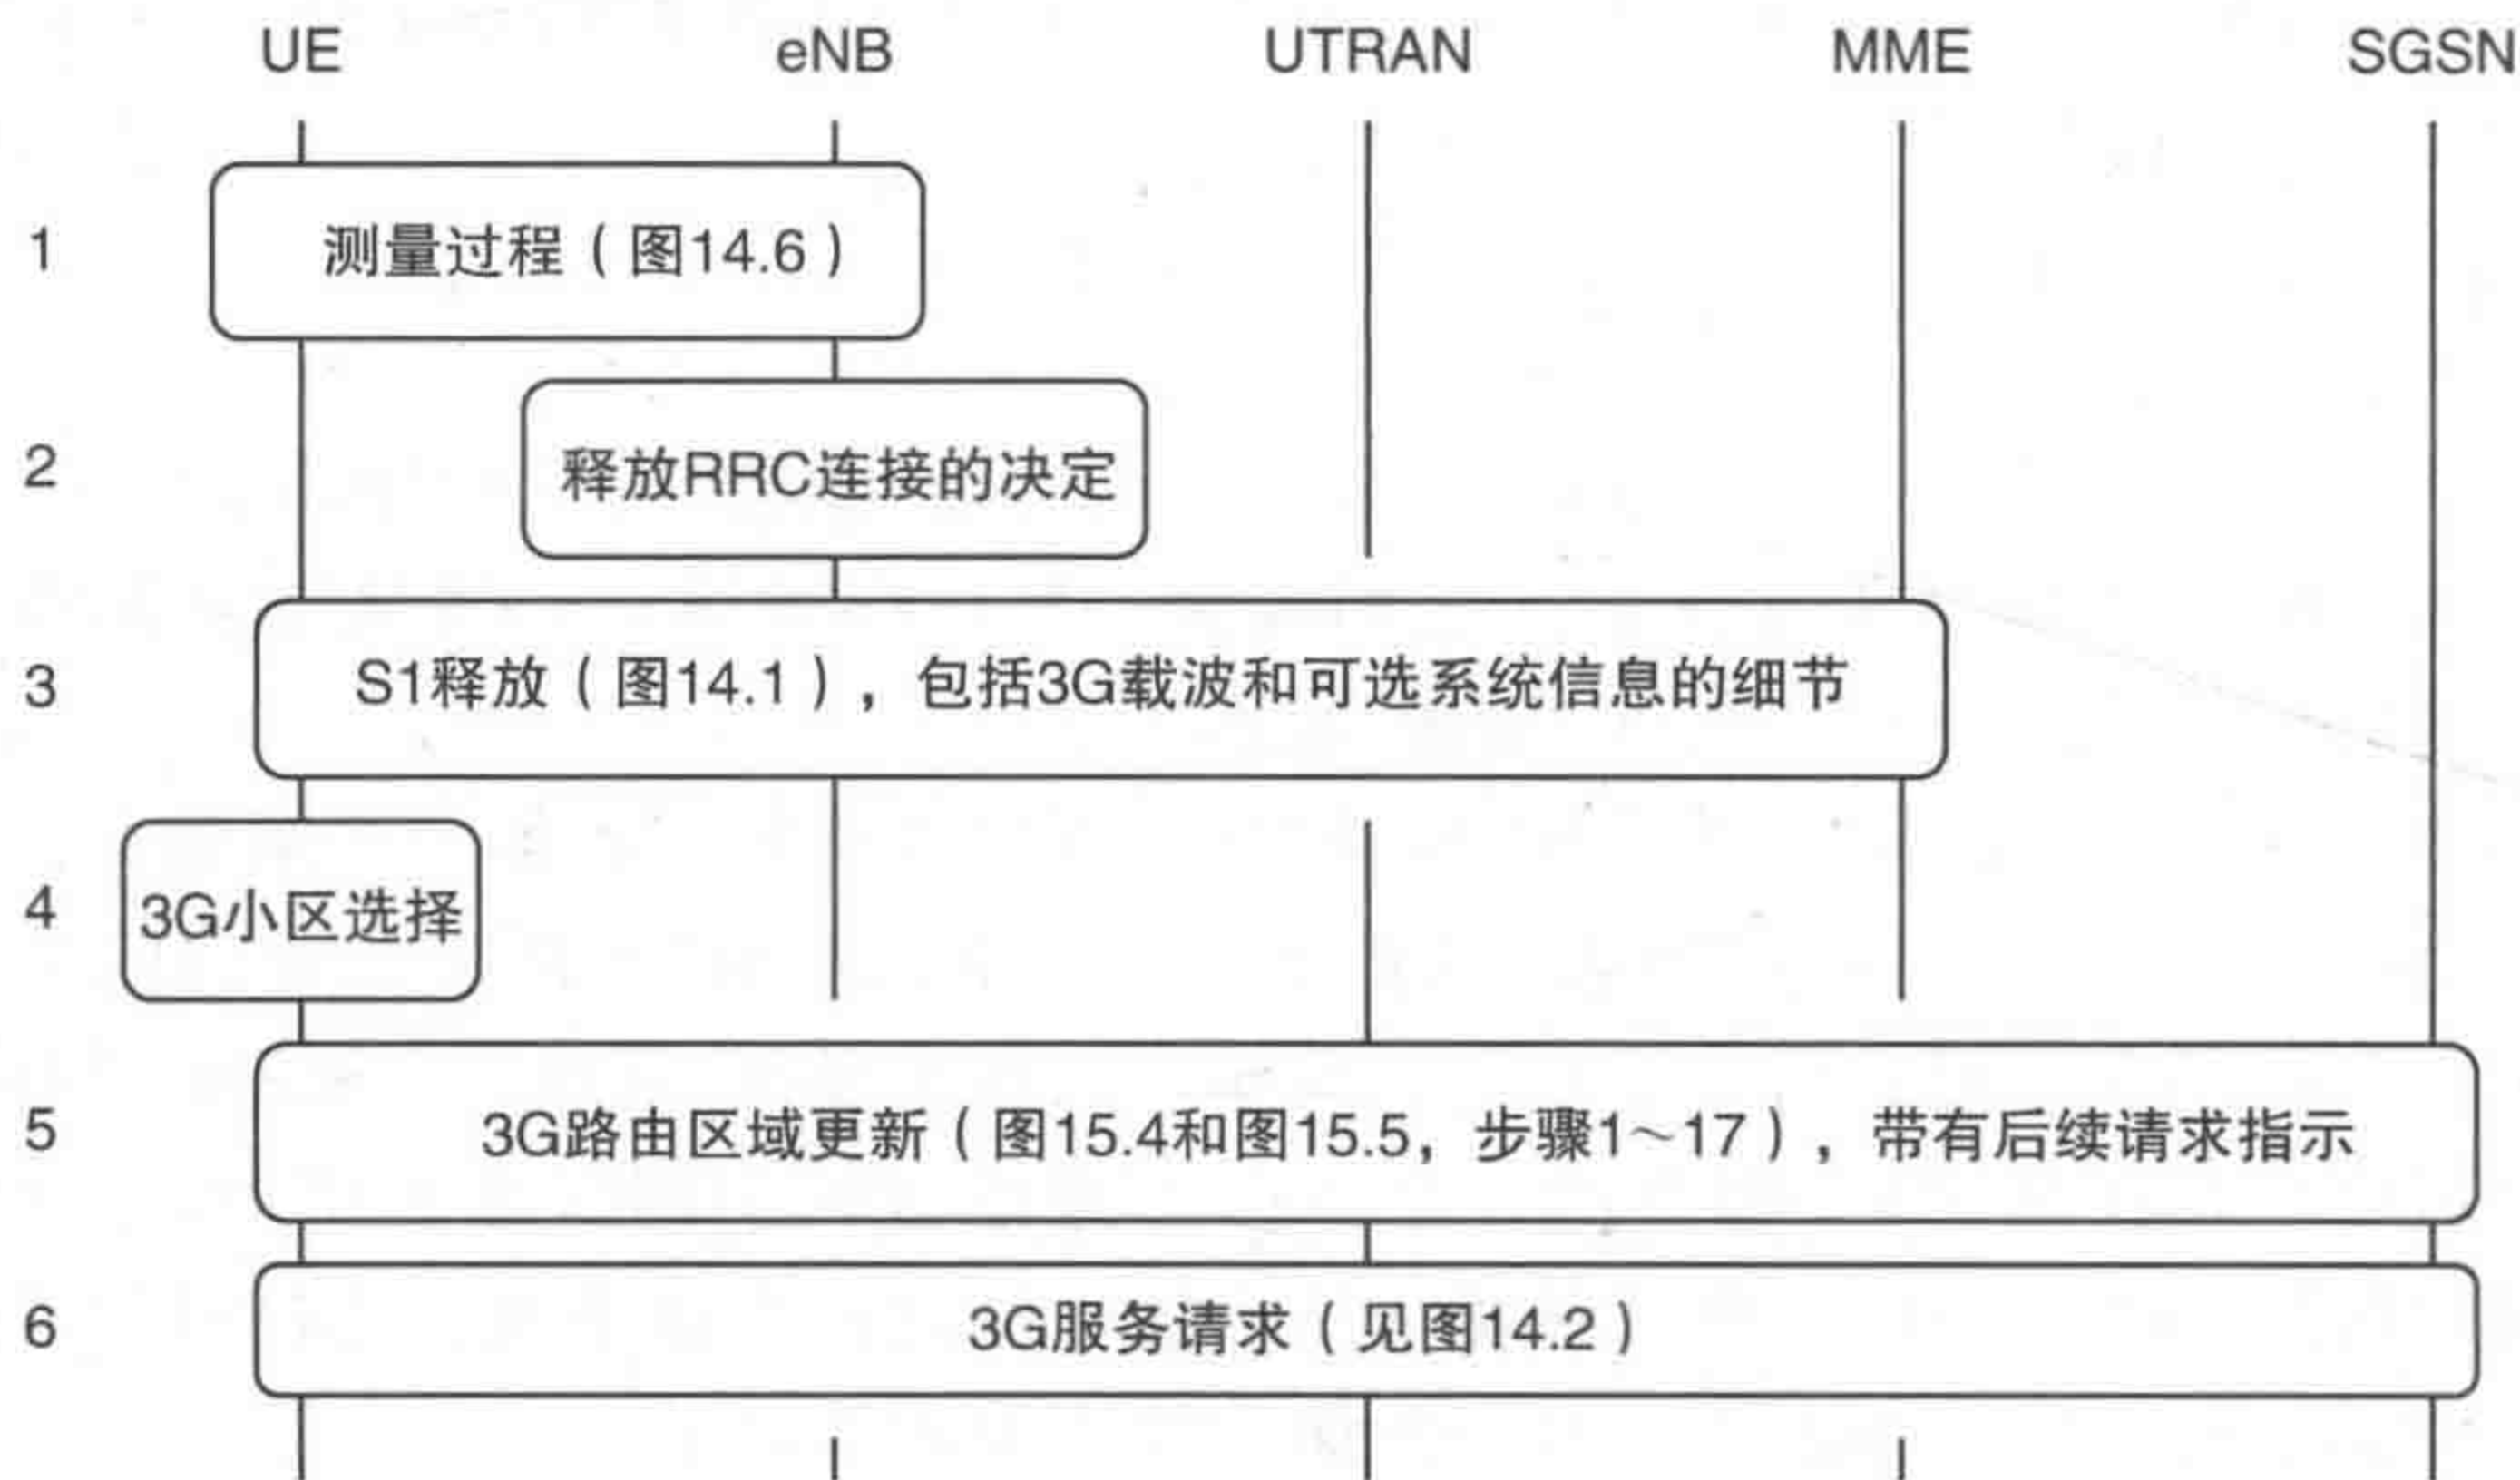 UE eNB UTRAN MME SGSN
1 测量过程（图14.6）
2 释放RRC连接的决定
3 S1释放（图14.1），包括3G载波和可选系统信息的细节
4 3G小区选择
5 3G路由区域更新（图15.4和图15.5，步骤1～17），带有后续请求指示
6 3G服务请求（见图14.2）